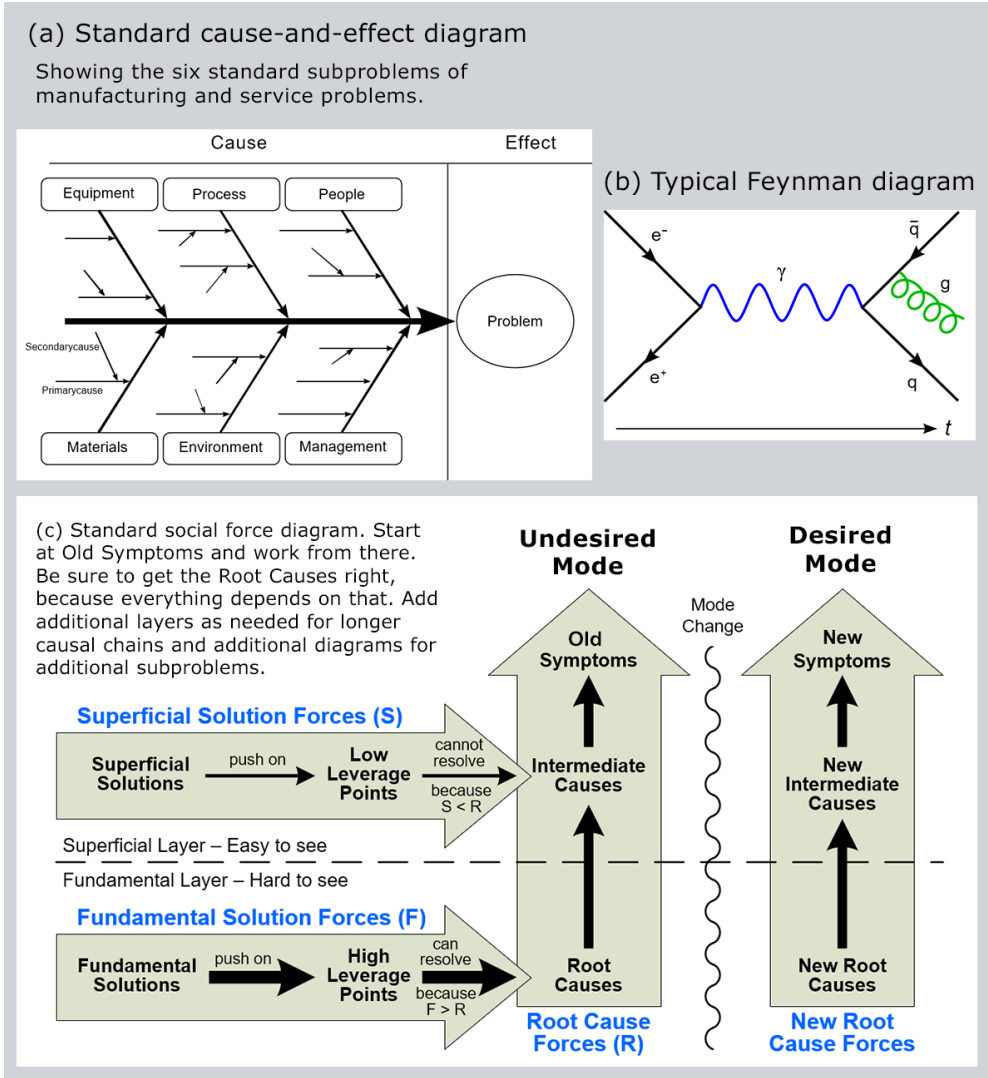 (a) Standard cause-and-effect diagram
Showing the six standard subproblems of
manufacturing and service problems.
Cause
Effect
Equipment
Process
People
Problem
Secondarycause
Primarycause
Materials
Environment
Management
(b) Typical Feynman diagram
e⁻
e⁺
γ
q̄
g
q
t
(c) Standard social force diagram. Start
at Old Symptoms and work from there.
Be sure to get the Root Causes right,
because everything depends on that. Add
additional layers as needed for longer
causal chains and additional diagrams for
additional subproblems.
Undesired
Mode
Desired
Mode
Mode
Change
Old
Symptoms
New
Symptoms
Superficial Solution Forces (S)
Superficial
Solutions
push on
Low
Leverage
Points
cannot
resolve
because
S < R
Intermediate
Causes
New
Intermediate
Causes
Superficial Layer – Easy to see
Fundamental Layer – Hard to see
Fundamental Solution Forces (F)
Fundamental
Solutions
push on
High
Leverage
Points
can
resolve
because
F > R
Root
Causes
New Root
Causes
Root Cause
Forces (R)
New Root
Cause Forces